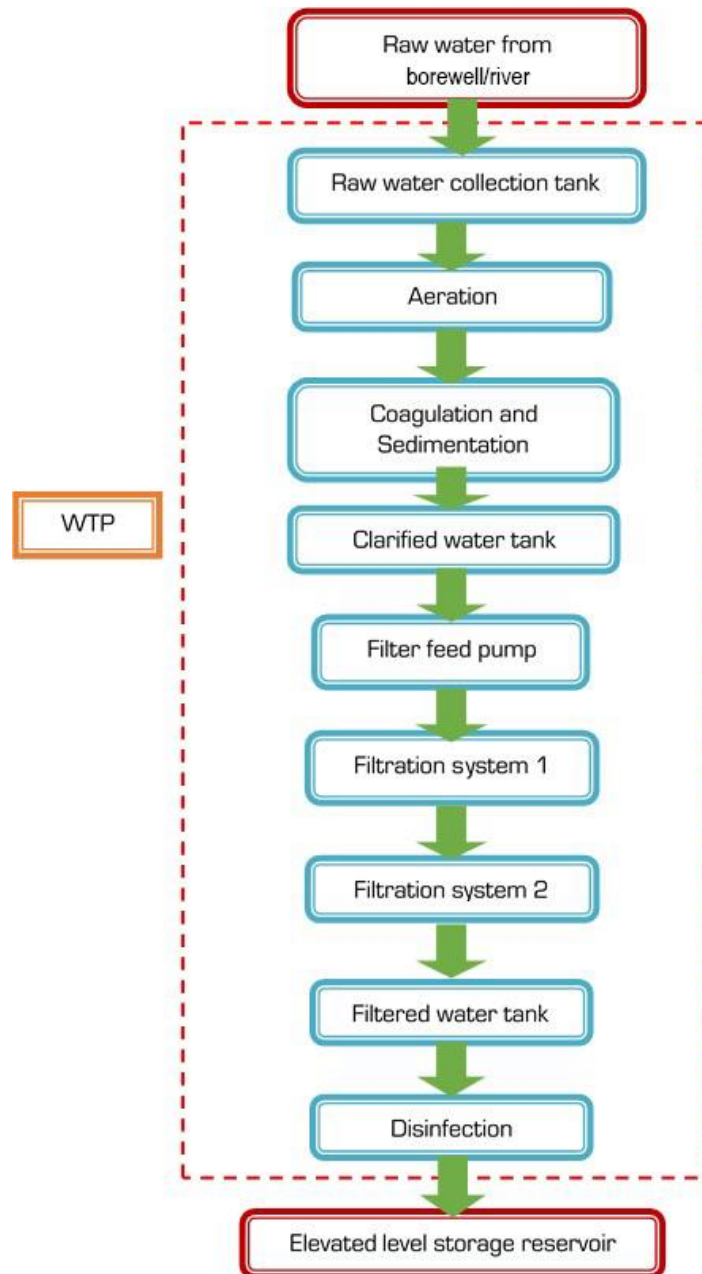 Raw water from
borewell/river
Raw water collection tank
Aeration
Coagulation and
Sedimentation
WTP
Clarified water tank
Filter feed pump
Filtration system 1
Filtration system 2
Filtered water tank
Disinfection
Elevated level storage reservoir